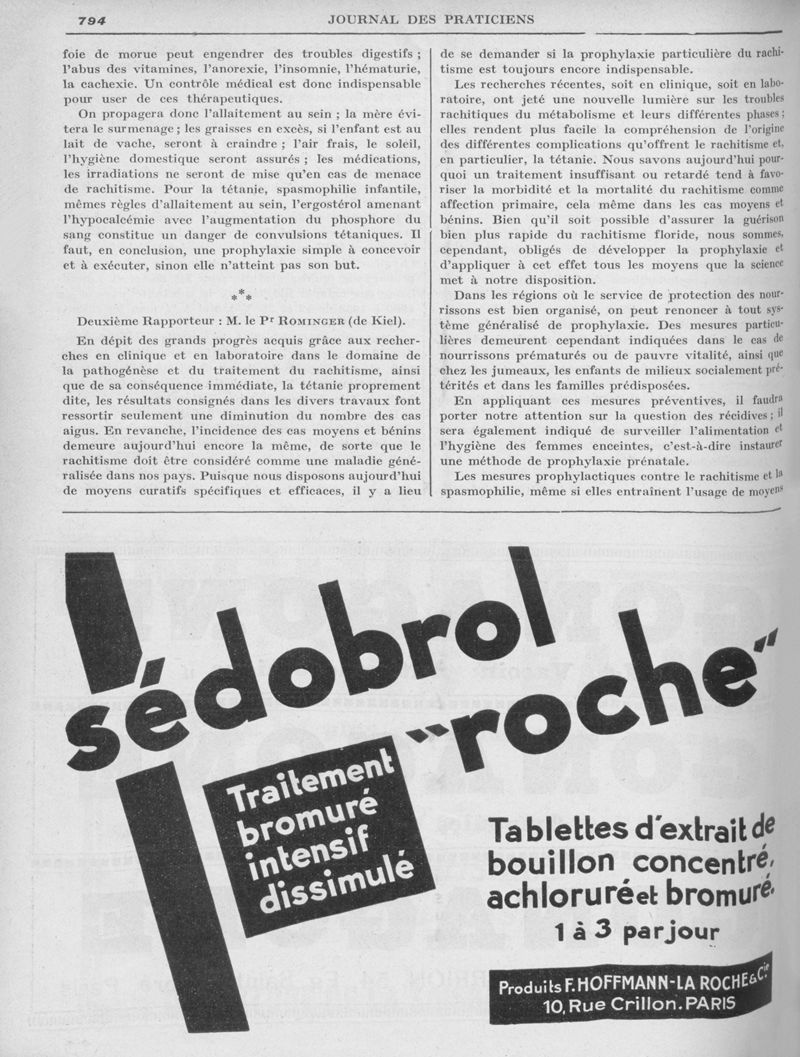 794
JOURNAL DES PRATICIENS
foie de morue peut engendrer des troubles digestifs ;
l'abus des vitamines, l'anorexie, l'insomnie, l'hématurie,
la cachexie. Un contrôle médical est donc indispensable
pour user de ces thérapeutiques.
On propagera donc l'allaitement au sein ; la mère évi-
tera le surmenage ; les graisses en excès, si l'enfant est au
lait de vache, seront à craindre ; l'air frais, le soleil,
l'hygiène domestique seront assurés ; les médications,
les irradiations ne seront de mise qu'en cas de menace
de rachitisme. Pour la tétanie, spasmophilie infantile,
mêmes règles d'allaitement au sein, l'ergostérol amenant
l'hypocalcémie avec l'augmentation du phosphore du
sang constitue un danger de convulsions tétaniques. Il
faut, en conclusion, une prophylaxie simple à concevoir
et à exécuter, sinon elle n'atteint pas son but.
***
Deuxième Rapporteur : M. le Pr ROMINGER (de Kiel).
En dépit des grands progrès acquis grâce aux recher-
ches en clinique et en laboratoire dans le domaine de
la pathogénèse et du traitement du rachitisme, ainsi
que de sa conséquence immédiate, la tétanie proprement
dite, les résultats consignés dans les divers travaux font
ressortir seulement une diminution du nombre des cas
aigus. En revanche, l'incidence des cas moyens et bénins
demeure aujourd'hui encore la même, de sorte que le
rachitisme doit être considéré comme une maladie géné-
ralisée dans nos pays. Puisque nous disposons aujourd'hui
de moyens curatifs spécifiques et efficaces, il y a lieu
de se demander si la prophylaxie particulière du rachi-
tisme est toujours encore indispensable.
Les recherches récentes, soit en clinique, soit en labo-
ratoire, ont jeté une nouvelle lumière sur les troubles
rachitiques du métabolisme et leurs différentes phases ;
elles rendent plus facile la compréhension de l'origine
des différentes complications qu'offrent le rachitisme et,
en particulier, la tétanie. Nous savons aujourd'hui pour-
quoi un traitement insuffisant ou retardé tend à favo-
riser la morbidité et la mortalité du rachitisme comme
affection primaire, cela même dans les cas moyens et
bénins. Bien qu'il soit possible d'assurer la guérison
bien plus rapide du rachitisme floride, nous sommes,
cependant, obligés de développer la prophylaxie et
d'appliquer à cet effet tous les moyens que la science
met à notre disposition.
Dans les régions où le service de protection des nour-
rissons est bien organisé, on peut renoncer à tout sys-
tème généralisé de prophylaxie. Des mesures particu-
lières demeurent cependant indiquées dans le cas de
nourrissons prématurés ou de pauvre vitalité, ainsi que
chez les jumeaux, les enfants de milieux socialement pré-
térités et dans les familles prédisposées.
En appliquant ces mesures préventives, il faudra
porter notre attention sur la question des récidives ; il
sera également indiqué de surveiller l'alimentation et
l'hygiène des femmes enceintes, c'est-à-dire instaurer
une méthode de prophylaxie prénatale.
Les mesures prophylactiques contre le rachitisme et la
spasmophilie, même si elles entraînent l'usage de moyens
sédobrol
"roche"
Traitement
bromuré
intensif
dissimulé
Tablettes d'extrait de
bouillon concentré,
achloruré et bromuré.
1 à 3 par jour
Produits F. HOFFMANN-LA ROCHE & Cie
10, Rue Crillon. PARIS